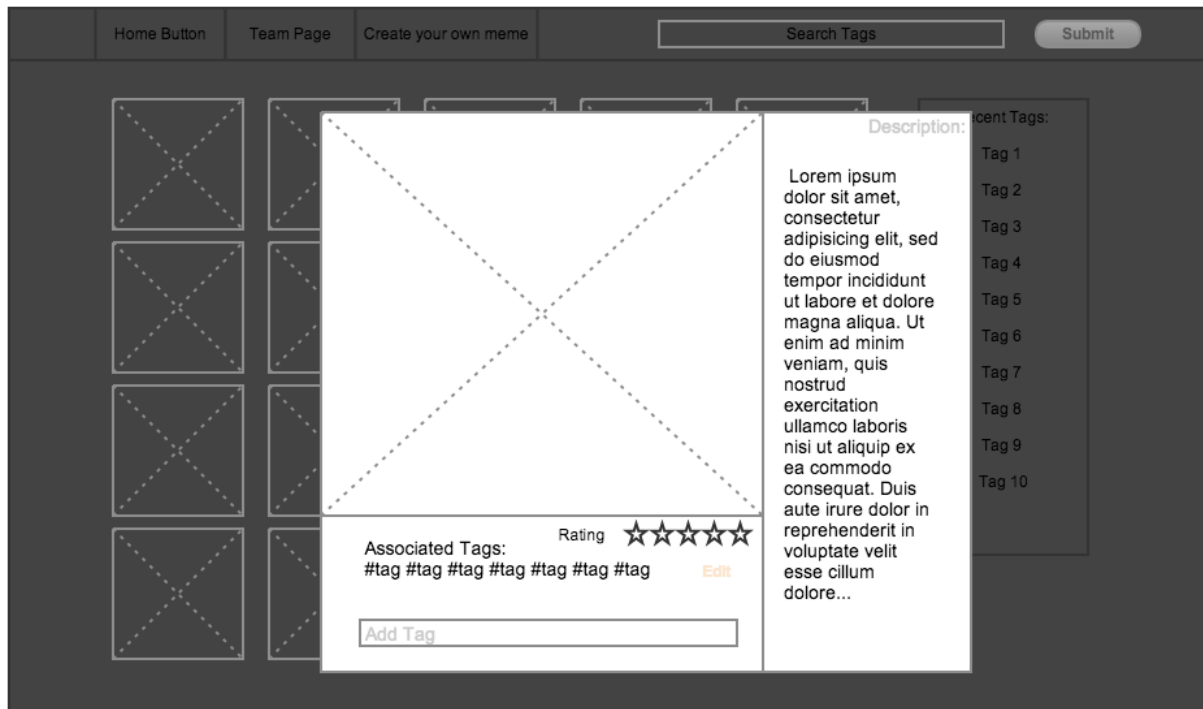 Home Button Team Page Create your own meme Search Tags Submit
Description:
Lorem ipsum
dolor sit amet,
consectetur
adipisicing elit, sed
do eiusmod
tempor incididunt
ut labore et dolore
magna aliqua. Ut
enim ad minim
veniam, quis
nostrud
exercitation
ullamco laboris
nisi ut aliquip ex
ea commodo
consequat. Duis
aute irure dolor in
reprehenderit in
voluptate velit
esse cillum
dolore...
Rating
Associated Tags:
#tag #tag #tag #tag #tag #tag #tag
Edit
Add Tag
Tags:
Tag 1
Tag 2
Tag 3
Tag 4
Tag 5
Tag 6
Tag 7
Tag 8
Tag 9
Tag 10